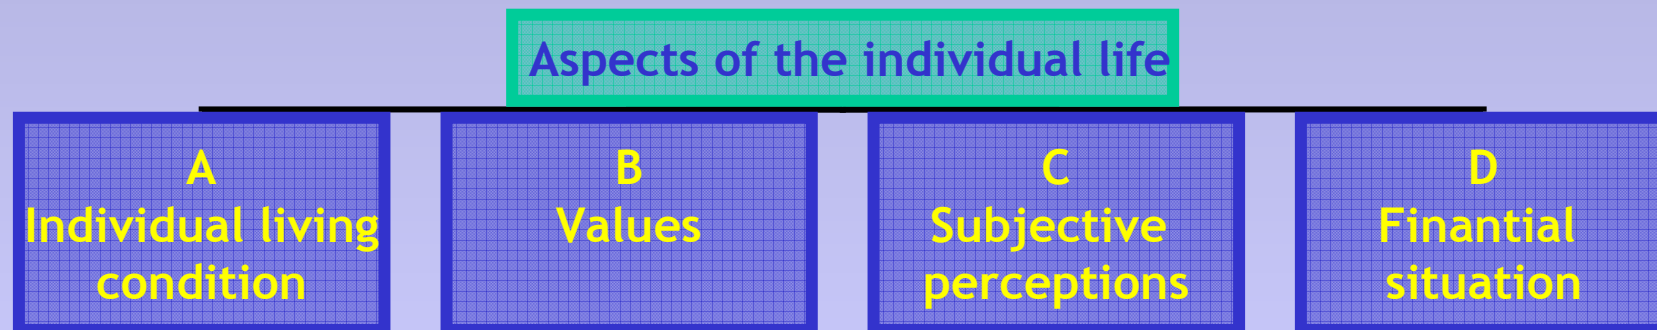 Aspects of the individual life
A
Individual living
condition
B
Values
C
Subjective
perceptions
D
Finantial
situation